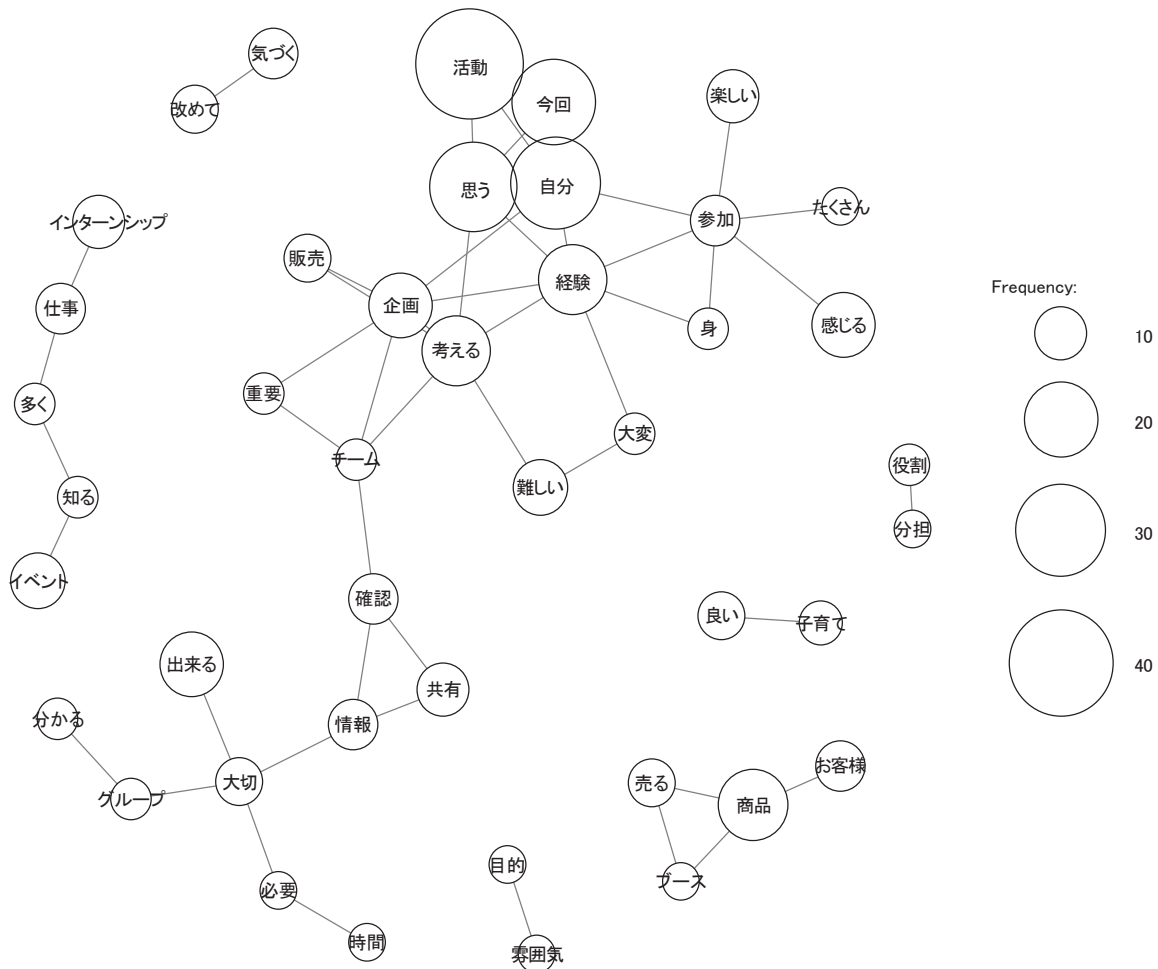 気づく
改めて
活動
今回
楽しい
思う
自分
参加
たくさん
インターンシップ
販売
企画
経験
仕事
身
感じる
考える
重要
多く
大変
チーム
難しい
知る
役割
分担
イベント
確認
良い
子育て
出来る
共有
情報
分かる
大切
グループ
売る
商品
お客様
ブース
目的
必要
時間
雰囲気
Frequency:
10
20
30
40